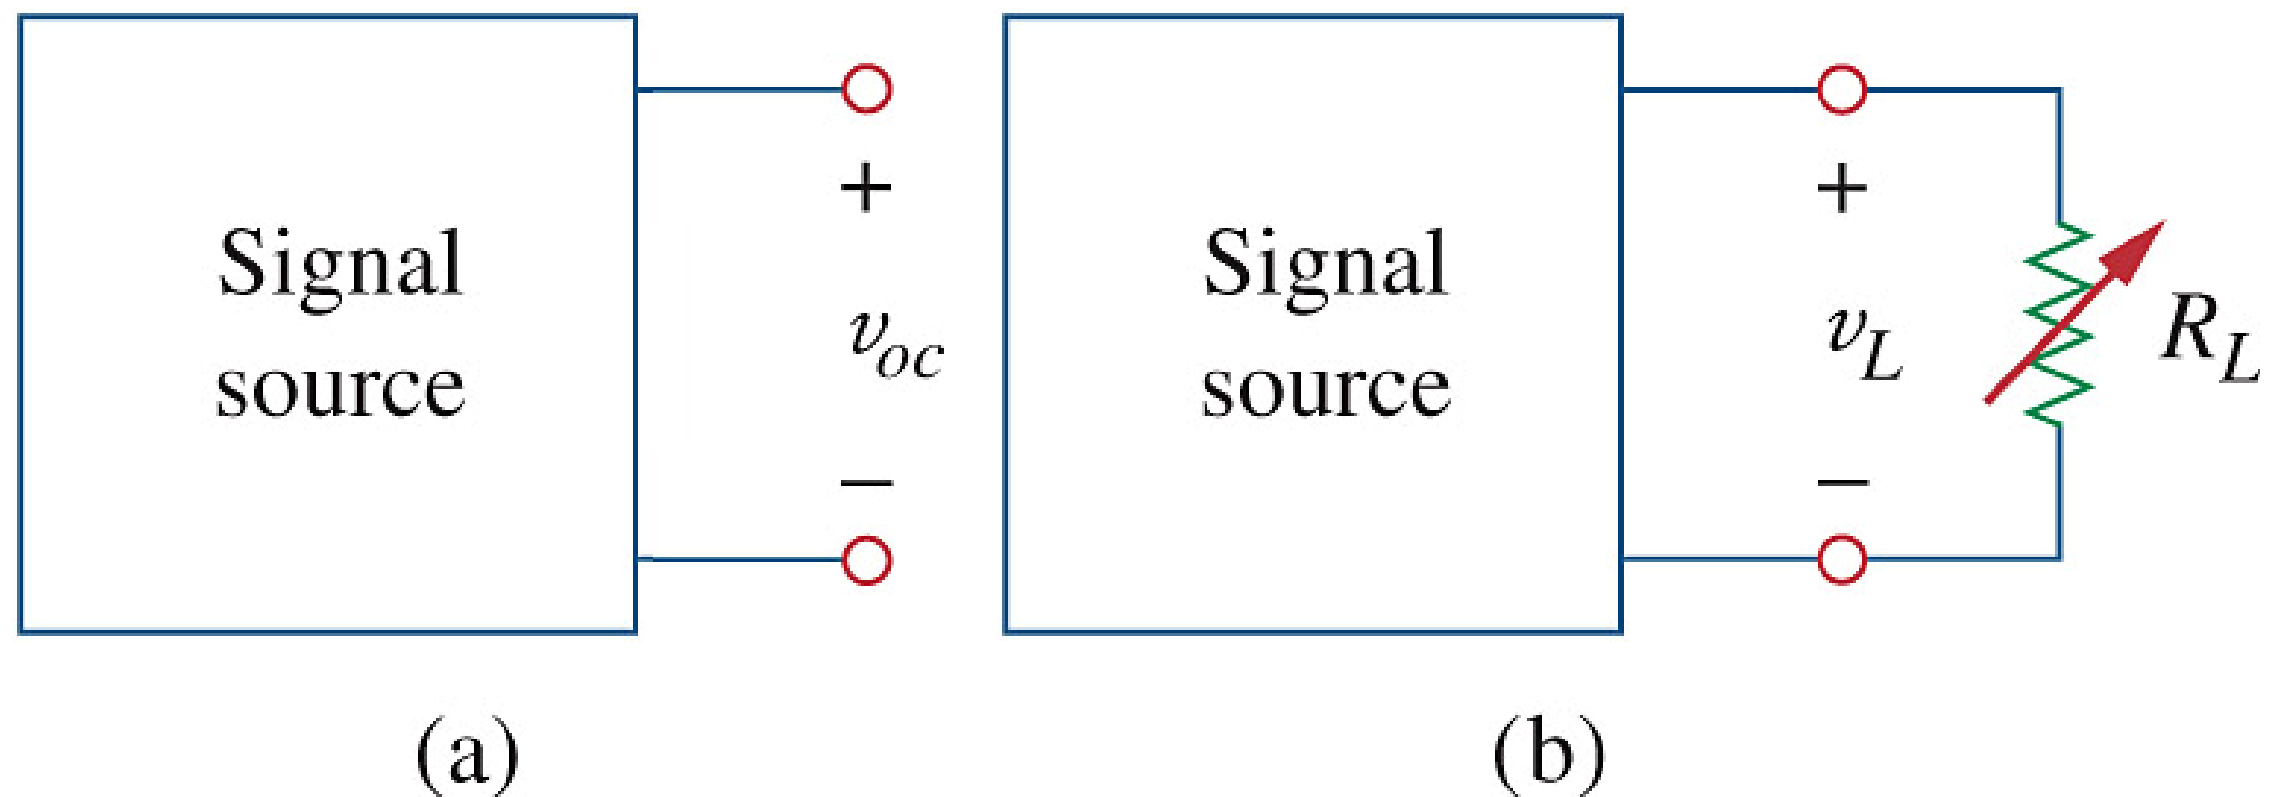 Signal
source
+
v_oc
−
(a)
Signal
source
+
v_L
−
R_L
(b)